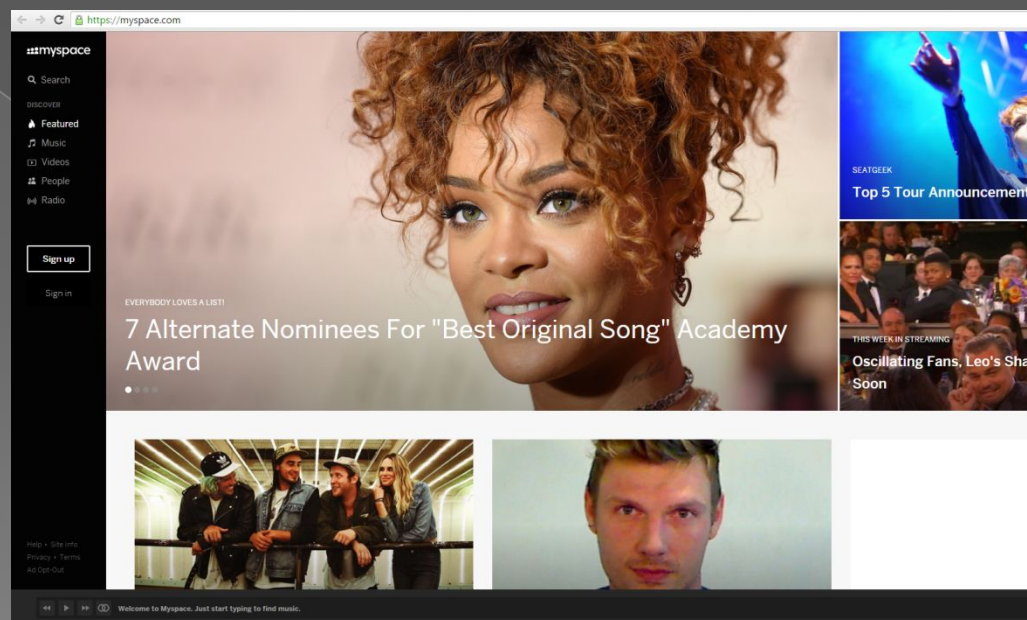 https://myspace.com
myspace
Search
DISCOVER
Featured
Music
Videos
People
Radio
Sign up
Sign in
Help • Site Info
Privacy • Terms
Ad Opt-Out
EVERYBODY LOVES A LIST!
7 Alternate Nominees For "Best Original Song" Academy
Award
SEATGEEK
Top 5 Tour Announcemen
THIS WEEK IN STREAMING
Oscillating Fans, Leo's Sha
Soon
Welcome to Myspace. Just start typing to find music.